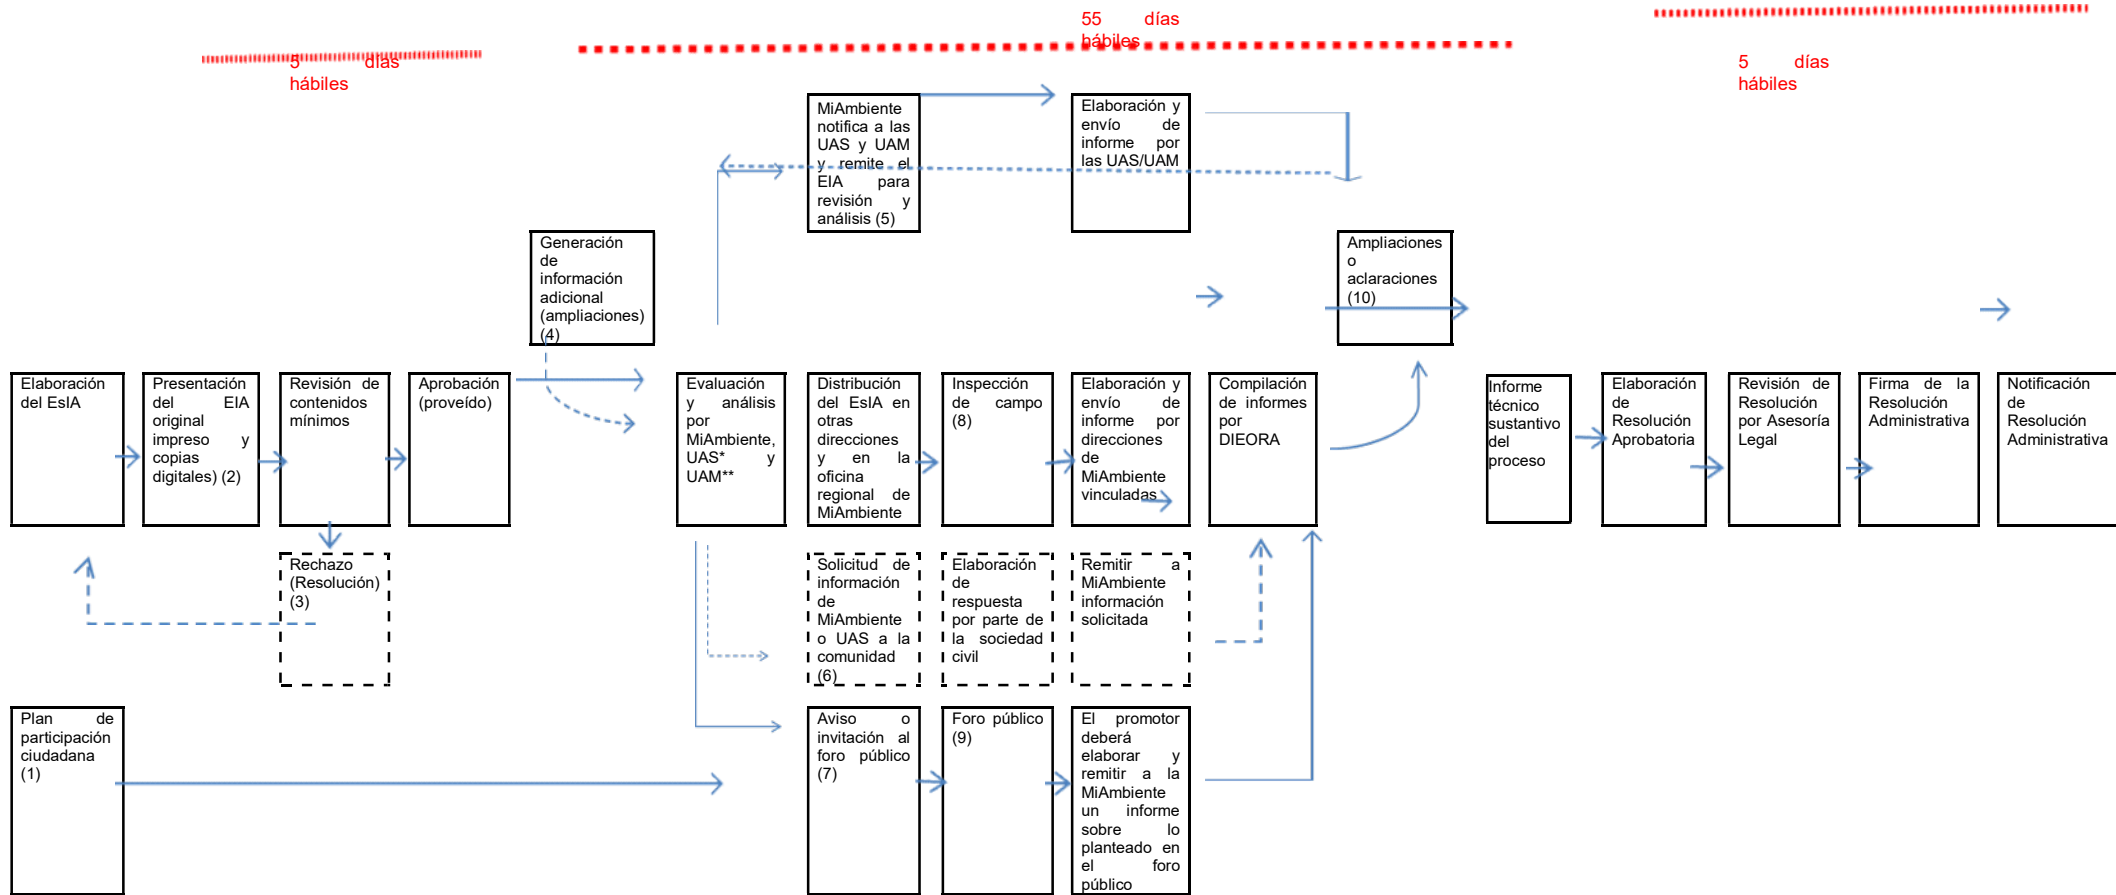 55 días
hábiles
5 días
hábiles
5 días
hábiles
MiAmbiente
notifica a las
UAS y UAM
y remite el
EIA para
revisión y
análisis (5)
Elaboración y
envío de
informe por
las UAS/UAM
Generación
de
información
adicional
(ampliaciones)
(4)
Ampliaciones
o
aclaraciones
(10)
Elaboración
del EsIA
Presentación
del EIA
original
impreso y
copias
digitales) (2)
Revisión de
contenidos
mínimos
Aprobación
(proveído)
Evaluación
y análisis
por
MiAmbiente,
UAS* y
UAM**
Distribución
del EsIA en
otras
direcciones
y en la
oficina
regional de
MiAmbiente
Inspección
de campo
(8)
Elaboración y
envío de
informe por
direcciones
de
MiAmbiente
vinculadas
Compilación
de informes
por
DIEORA
Informe
técnico
sustantivo
del
proceso
Elaboración
de
Resolución
Aprobatoria
Revisión de
Resolución
por Asesoría
Legal
Firma de la
Resolución
Administrativa
Notificación
de
Resolución
Administrativa
Rechazo
(Resolución)
(3)
Solicitud de
información
de
MiAmbiente
o UAS a la
comunidad
(6)
Elaboración
de
respuesta
por parte de
la sociedad
civil
Remitir a
MiAmbiente
información
solicitada
Plan de
participación
ciudadana
(1)
Aviso o
invitación al
foro público
(7)
Foro público
(9)
El promotor
deberá
elaborar y
remitir a la
MiAmbiente
un informe
sobre lo
planteado en
el foro
público